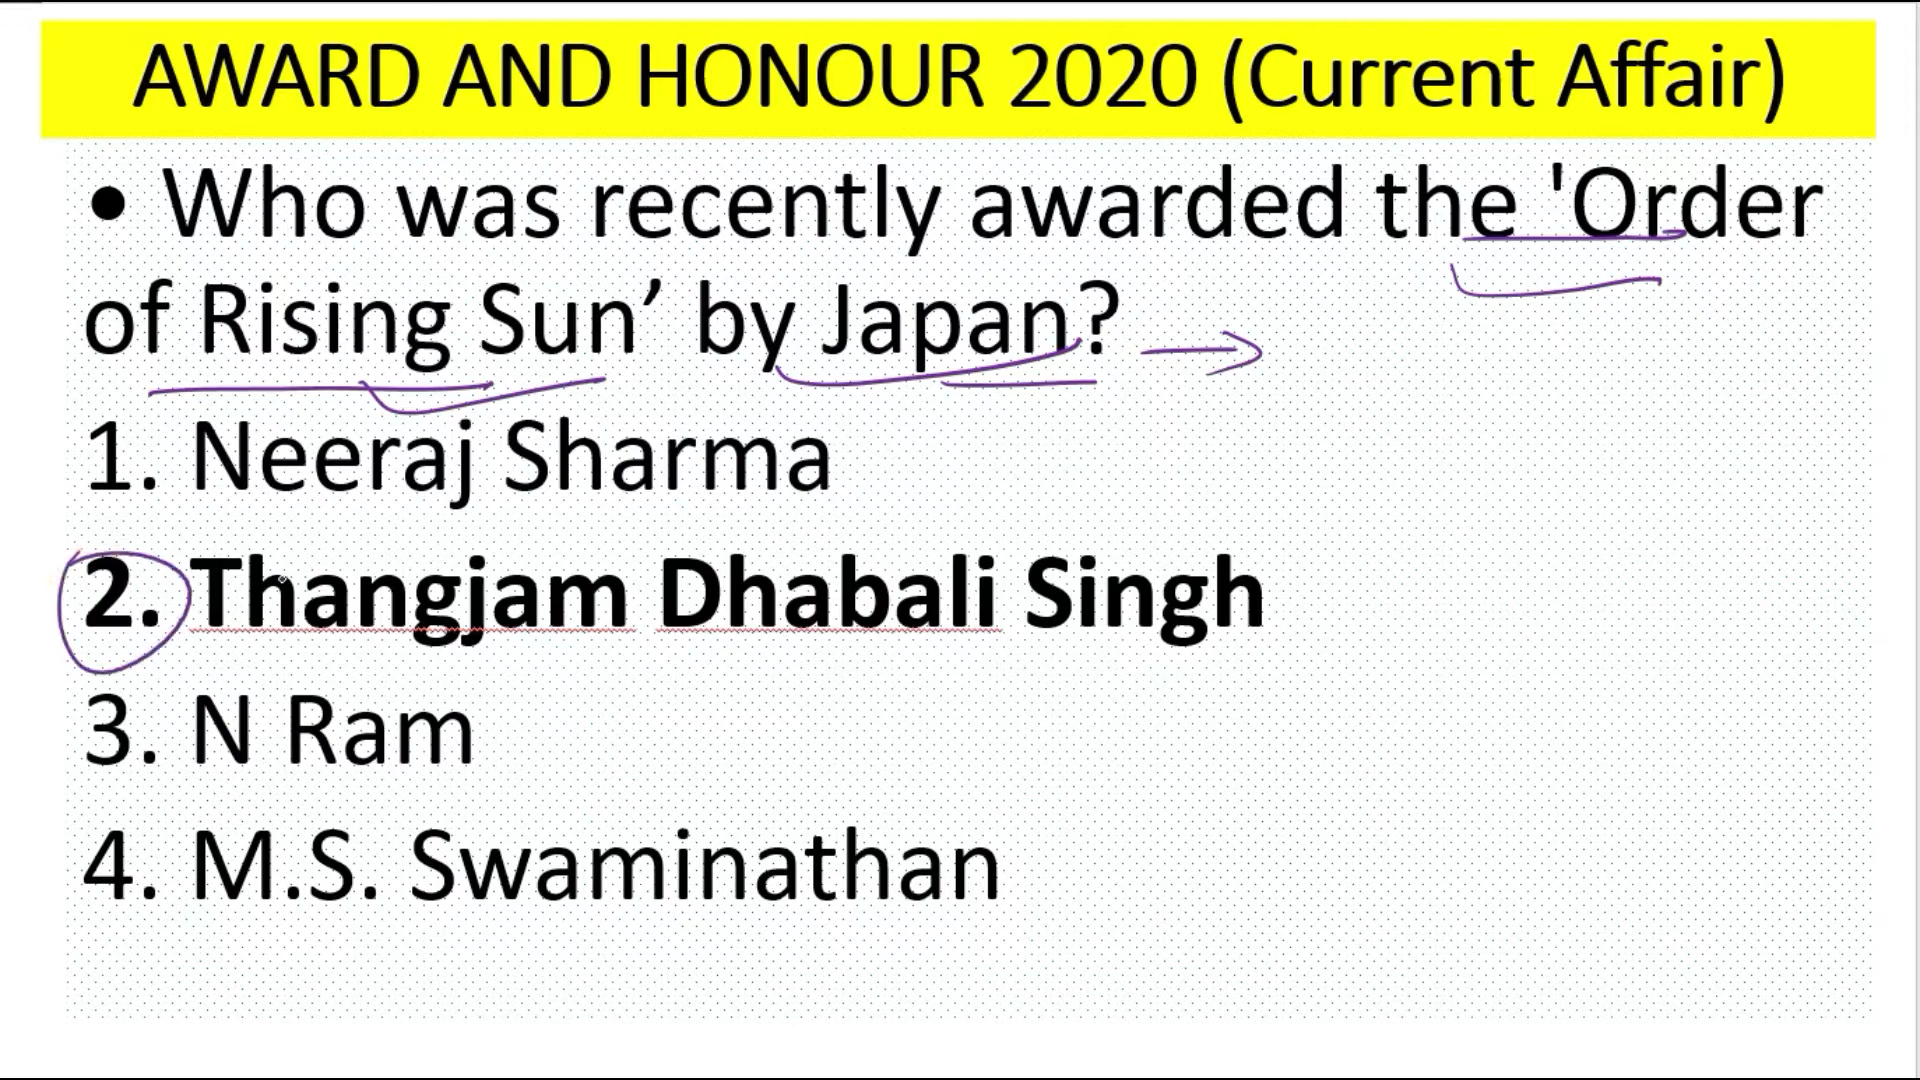 AWARD AND HONOUR 2020 (Current Affair)
• Who was recently awarded the 'Order
of Rising Sun’ by Japan?
1. Neeraj Sharma
2. Thangjam Dhabali Singh
3. N Ram
4. M.S. Swaminathan